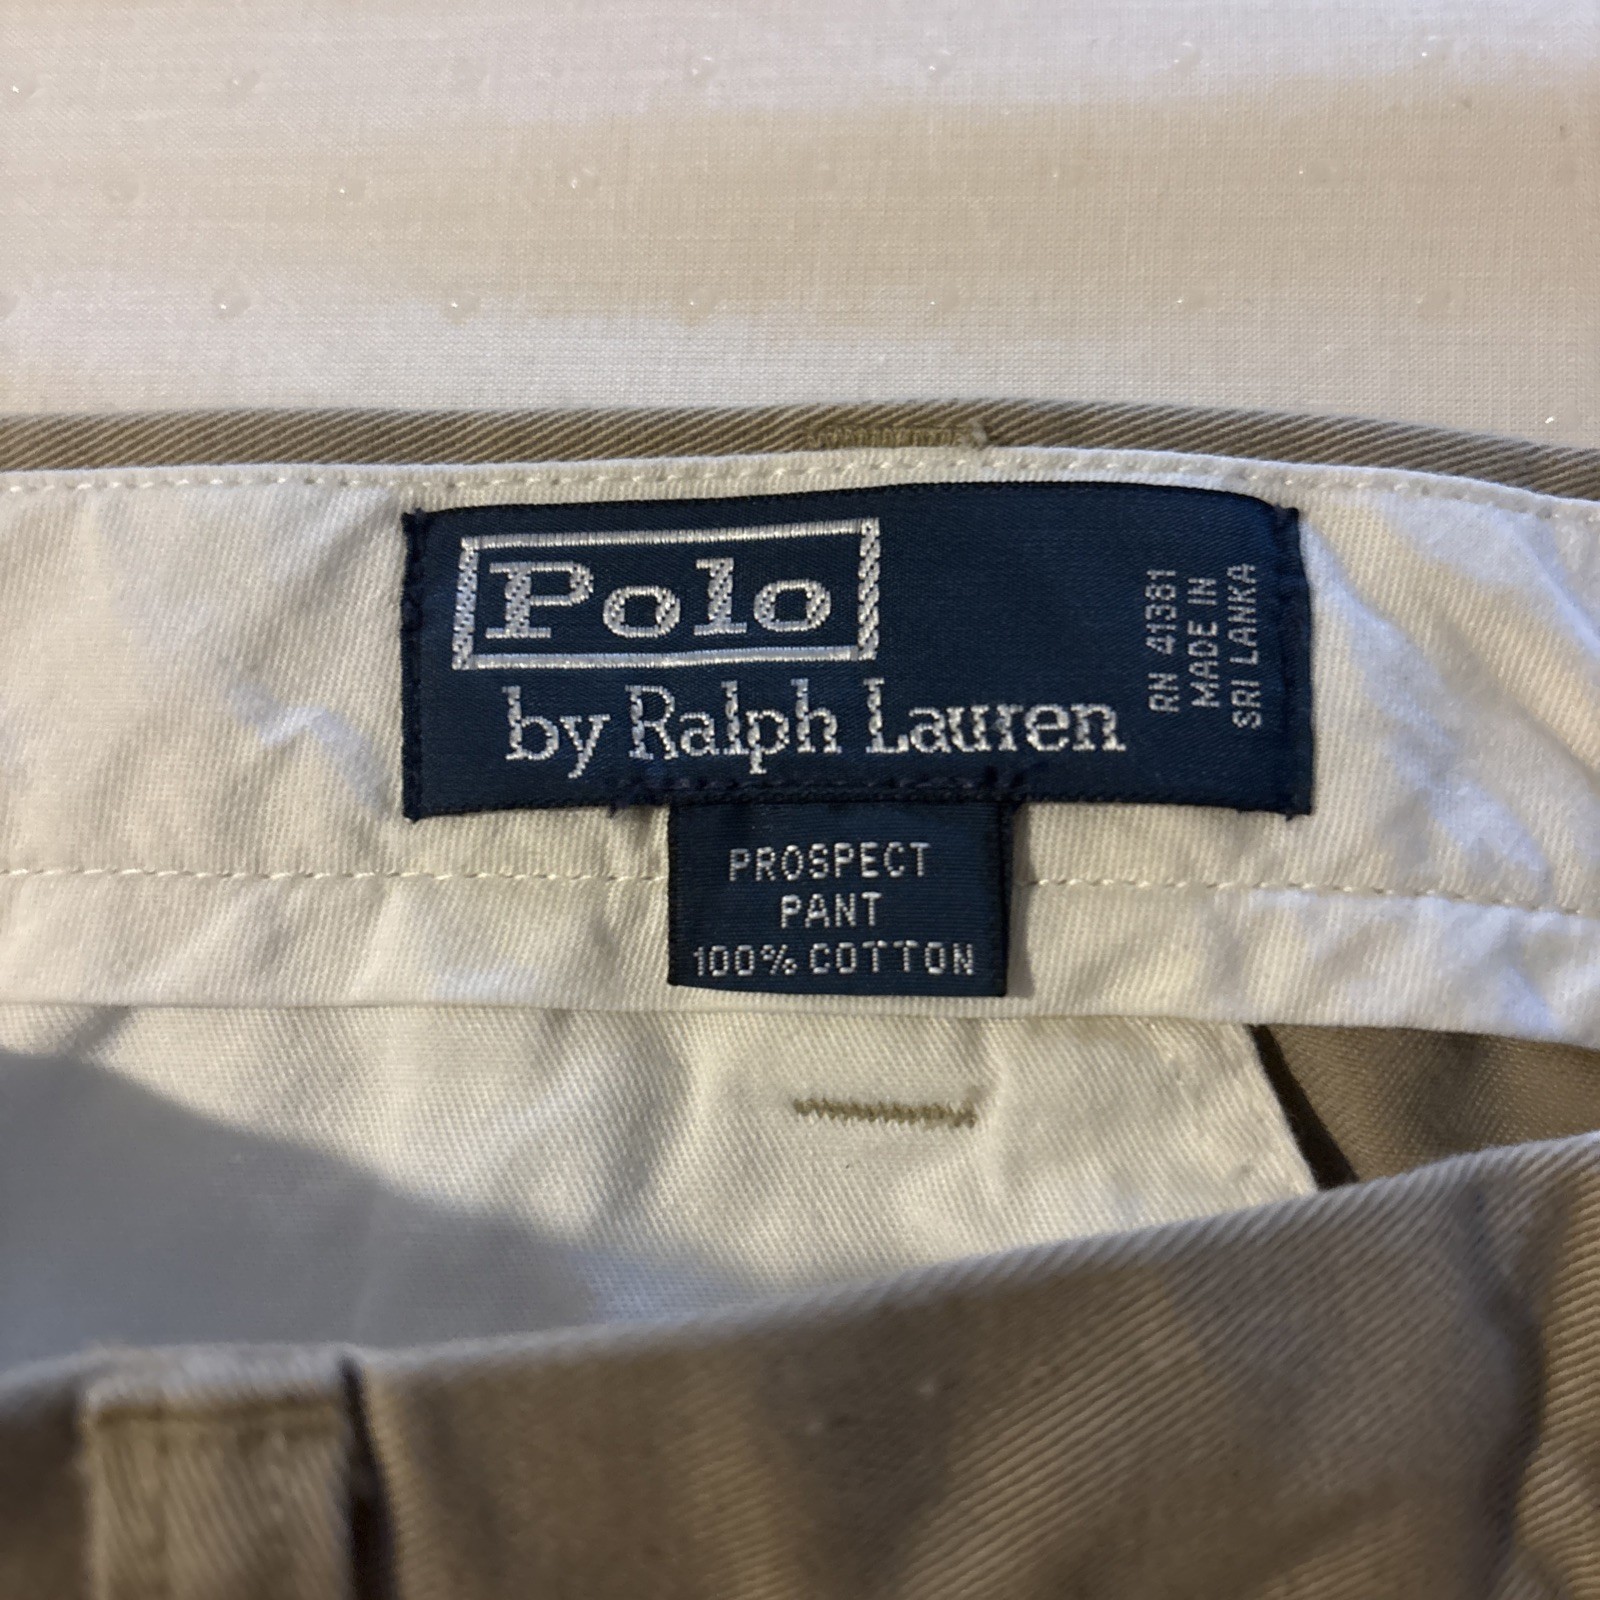 Polo
by Ralph Lauren
RN 41381
MADE IN
SRI LANKA
PROSPECT
PANT
100% COTTON